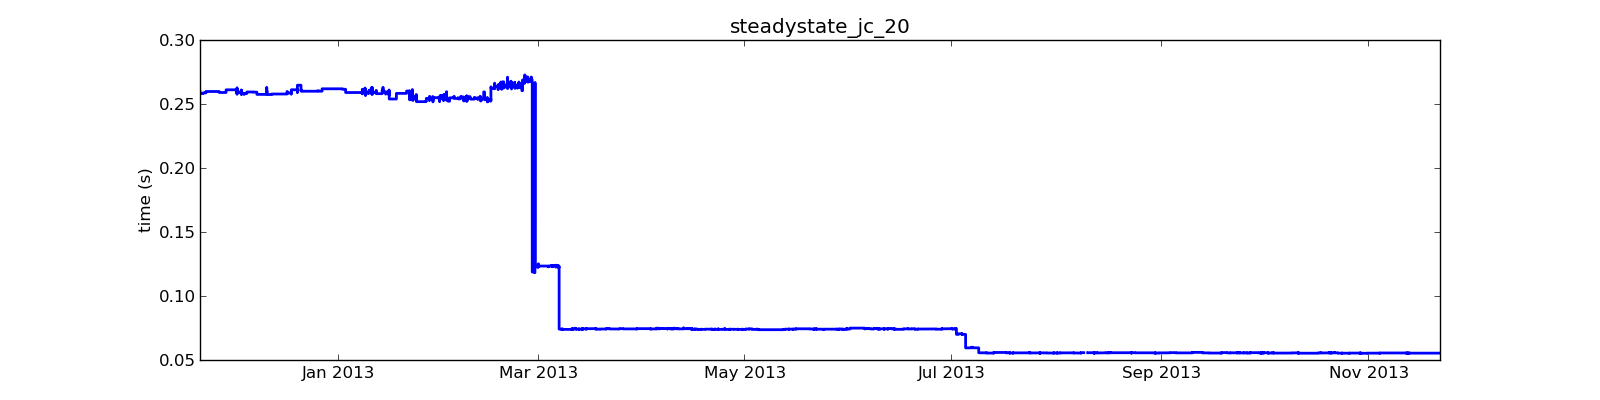 steadystate_jc_20
0.30
0.25
0.20
0.15
0.10
0.05
time (s)
Jan 2013
Mar 2013
May 2013
Jul 2013
Sep 2013
Nov 2013